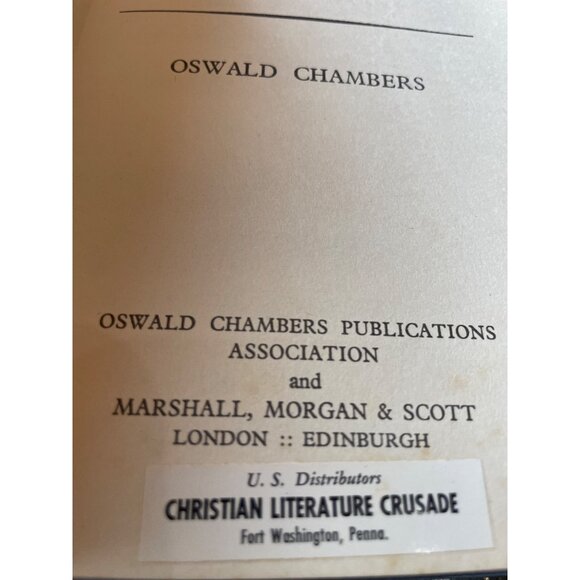 OSWALD CHAMBERS
OSWALD CHAMBERS PUBLICATIONS
ASSOCIATION
and
MARSHALL, MORGAN & SCOTT
LONDON :: EDINBURGH
U. S. Distributors
CHRISTIAN LITERATURE CRUSADE
Fort Washington, Penna.